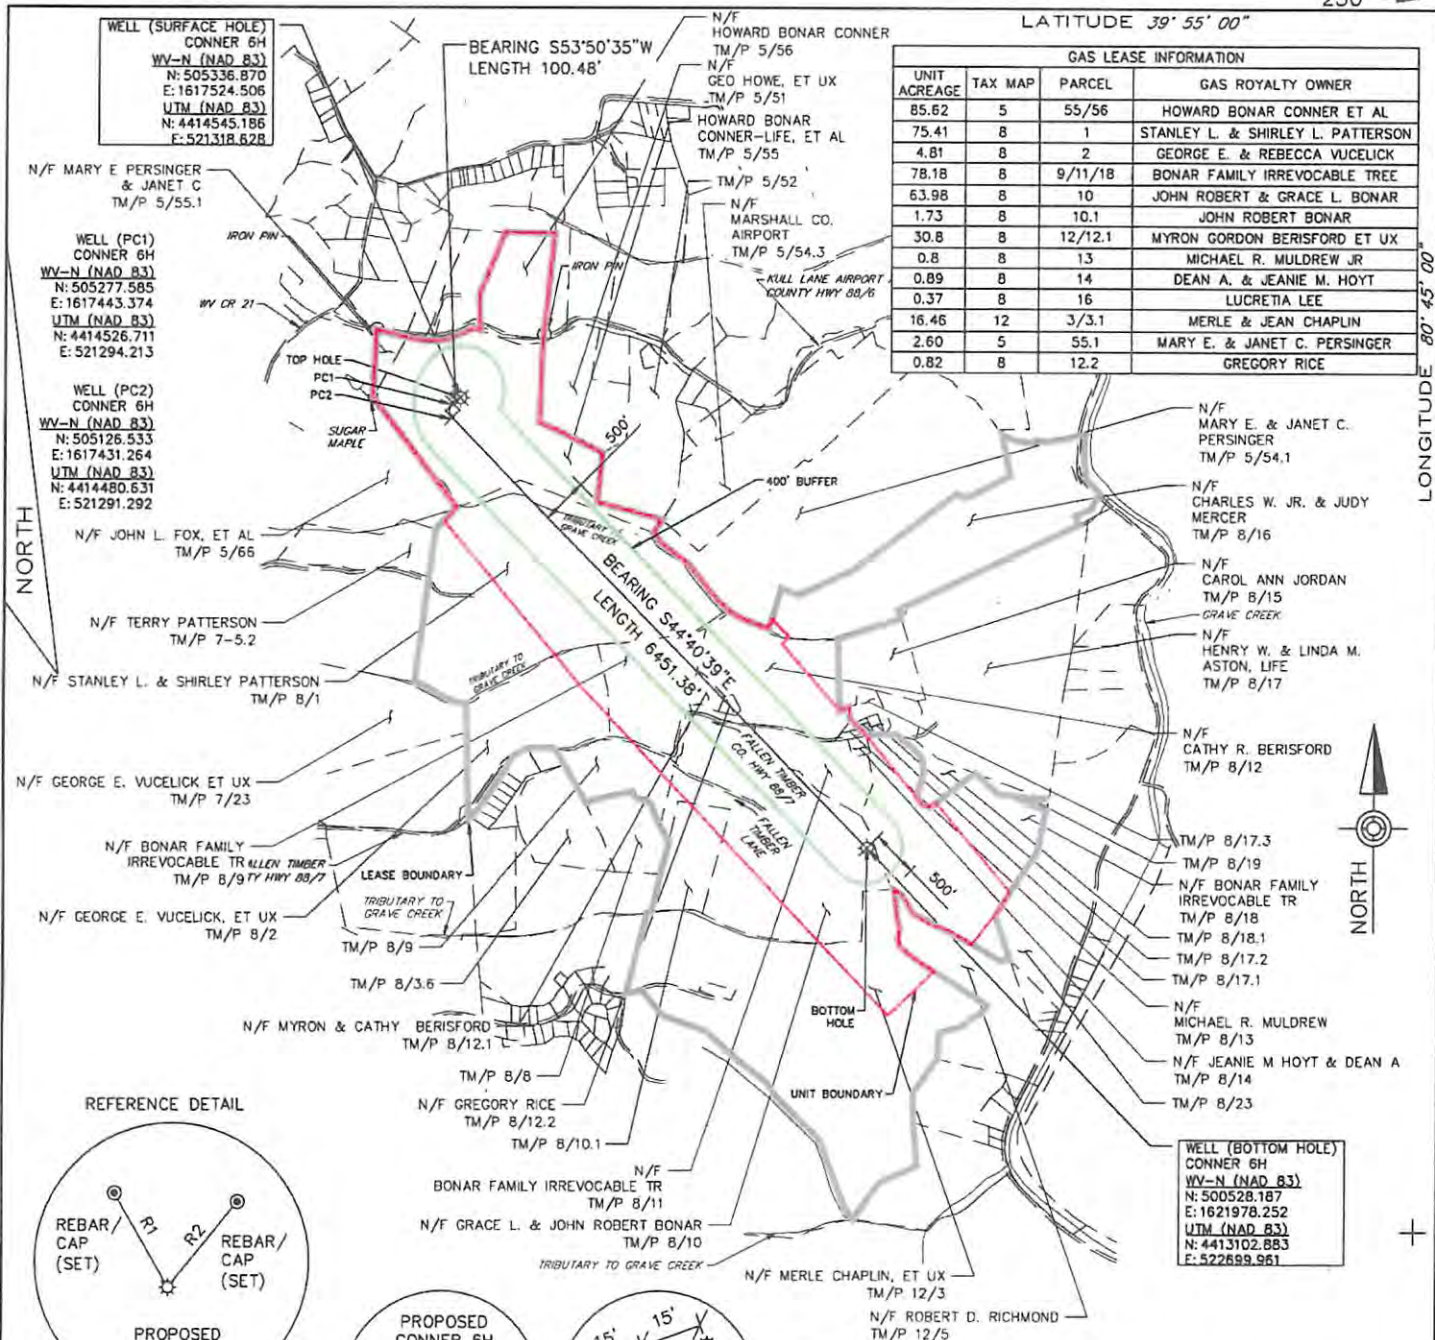 LATITUDE 39° 55' 00"
WELL (SURFACE HOLE)
CONNER 6H
WV-N (NAD 83)
N: 505336.870
E: 1617524.506
UTM (NAD 83)
N: 4414545.186
E: 521318.628
BEARING S53°50'35"W
LENGTH 100.48'
N/F
HOWARD BONAR CONNER
TM/P 5/56
N/F
GEO HOWE, ET UX
TM/P 5/51
HOWARD BONAR
CONNER-LIFE, ET AL
TM/P 5/55
TM/P 5/52
N/F
MARSHALL CO.
AIRPORT
TM/P 5/54.3
KULL LANE AIRPORT
COUNTY HWY 88/6
GAS LEASE INFORMATION
UNIT ACREAGE TAX MAP PARCEL GAS ROYALTY OWNER
85.62 5 55/56 HOWARD BONAR CONNER ET AL
75.41 8 1 STANLEY L. & SHIRLEY L. PATTERSON
4.81 8 2 GEORGE E. & REBECCA VUCELICK
78.18 8 9/11/18 BONAR FAMILY IRREVOCABLE TREE
63.98 8 10 JOHN ROBERT & GRACE L. BONAR
1.73 8 10.1 JOHN ROBERT BONAR
30.8 8 12/12.1 MYRON GORDON BERISFORD ET UX
0.8 8 13 MICHAEL R. MULDREW JR
0.89 8 14 DEAN A. & JEANIE M. HOYT
0.37 8 16 LUCRETIA LEE
16.46 12 3/3.1 MERLE & JEAN CHAPLIN
2.60 5 55.1 MARY E. & JANET C. PERSINGER
0.82 8 12.2 GREGORY RICE
LONGITUDE 80° 45' 00"
N/F MARY E PERSINGER
& JANET C
TM/P 5/55.1
IRON PIN
IRON PIN
WV CR 21
WELL (PC1)
CONNER 6H
WV-N (NAD 83)
N: 505277.585
E: 1617443.374
UTM (NAD 83)
N: 4414526.711
E: 521294.213
TOP HOLE
PC1
PC2
SUGAR
MAPLE
WELL (PC2)
CONNER 6H
WV-N (NAD 83)
N: 505126.533
E: 1617431.264
UTM (NAD 83)
N: 4414480.631
E: 521291.292
NORTH
500'
400' BUFFER
TRIBUTARY TO
GRAVE CREEK
BEARING S44°40'39"E
LENGTH 6451.38'
N/F JOHN L. FOX, ET AL
TM/P 5/66
N/F TERRY PATTERSON
TM/P 7-5.2
N/F STANLEY L. & SHIRLEY PATTERSON
TM/P 8/1
TRIBUTARY TO
GRAVE CREEK
N/F GEORGE E. VUCELICK ET UX
TM/P 7/23
N/F BONAR FAMILY
IRREVOCABLE TR
TM/P 8/9
ALLEN TIMBER
TY HWY 88/7
N/F GEORGE E. VUCELICK, ET UX
TM/P 8/2
LEASE BOUNDARY
TRIBUTARY TO
GRAVE CREEK
TM/P 8/9
TM/P 8/3.6
N/F MYRON & CATHY BERISFORD
TM/P 8/12.1
TM/P 8/8
N/F GREGORY RICE
TM/P 8/12.2
TM/P 8/10.1
N/F
BONAR FAMILY IRREVOCABLE TR
TM/P 8/11
N/F GRACE L. & JOHN ROBERT BONAR
TM/P 8/10
TRIBUTARY TO GRAVE CREEK
FALLEN TIMBER
CO. HWY 88/7
FALLEN
TIMBER
LANE
500'
BOTTOM
HOLE
UNIT BOUNDARY
N/F
MARY E. & JANET C.
PERSINGER
TM/P 5/54.1
N/F
CHARLES W. JR. & JUDY
MERCER
TM/P 8/16
N/F
CAROL ANN JORDAN
TM/P 8/15
GRAVE CREEK
N/F
HENRY W. & LINDA M.
ASTON, LIFE
TM/P 8/17
N/F
CATHY R. BERISFORD
TM/P 8/12
TM/P 8/17.3
TM/P 8/19
N/F BONAR FAMILY
IRREVOCABLE TR
TM/P 8/18
TM/P 8/18.1
TM/P 8/17.2
TM/P 8/17.1
N/F
MICHAEL R. MULDREW
TM/P 8/13
N/F JEANIE M HOYT & DEAN A
TM/P 8/14
TM/P 8/23
NORTH
WELL (BOTTOM HOLE)
CONNER 6H
WV-N (NAD 83)
N: 500528.187
E: 1621978.252
UTM (NAD 83)
N: 4413102.883
E: 522699.961
N/F MERLE CHAPLIN, ET UX
TM/P 12/3
N/F ROBERT D. RICHMOND
TM/P 12/5
REFERENCE DETAIL
REBAR/
CAP
(SET)
R1
R2
REBAR/
CAP
(SET)
PROPOSED
PROPOSED
CONNER 6H
15'
15'